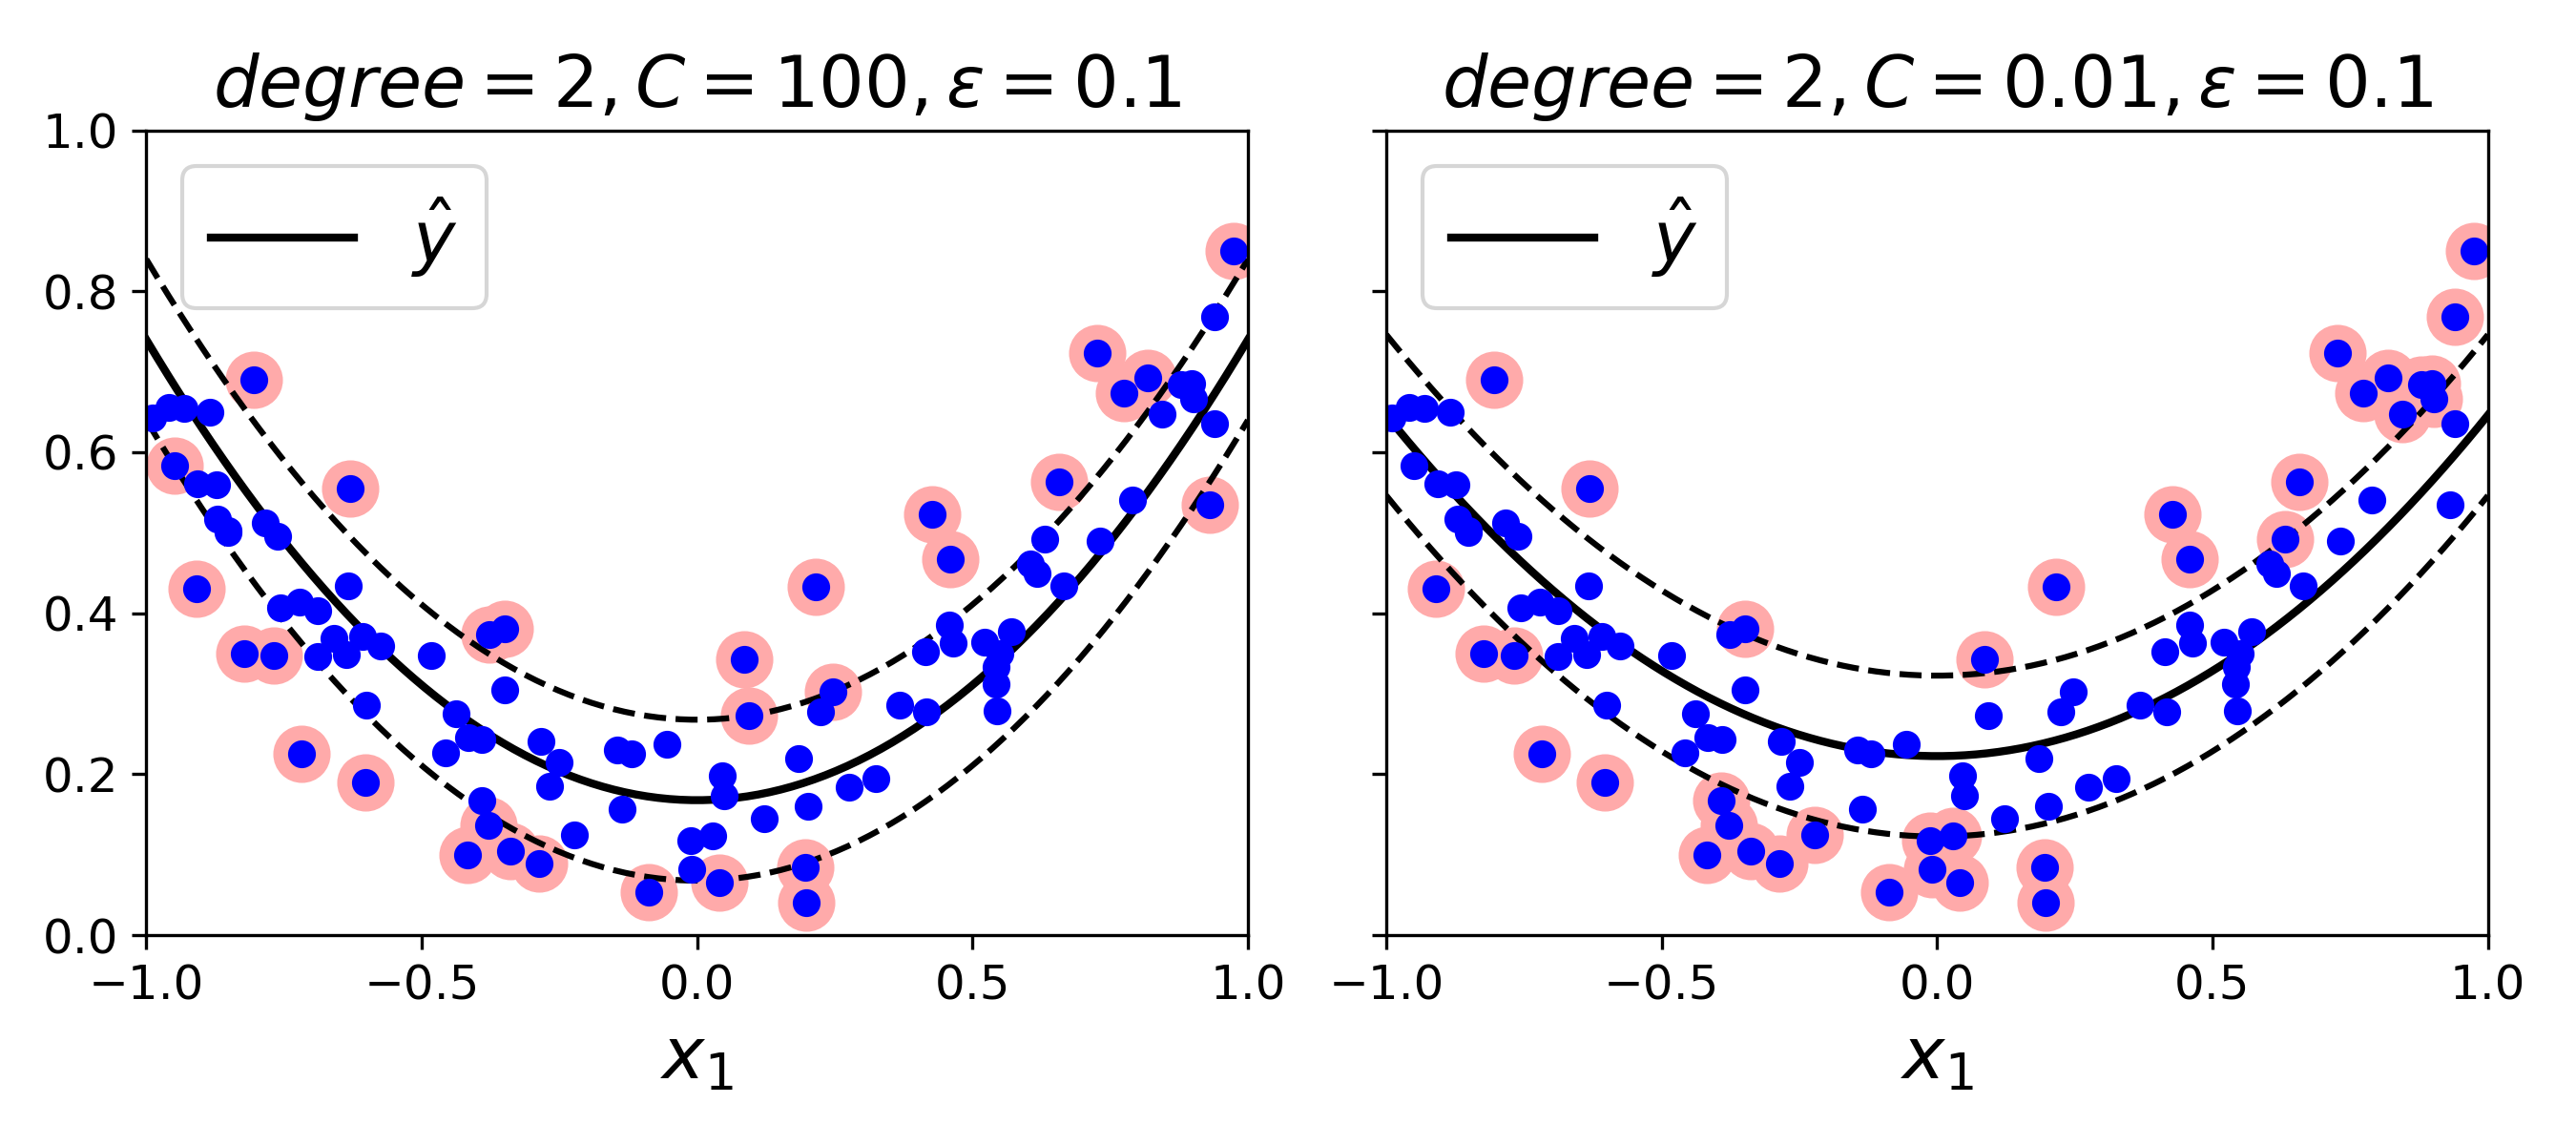 degree = 2, C = 100, ε = 0.1
ŷ
1.0
0.8
0.6
0.4
0.2
0.0
−1.0 −0.5 0.0 0.5 1.0
x₁
degree = 2, C = 0.01, ε = 0.1
ŷ
−1.0 −0.5 0.0 0.5 1.0
x₁